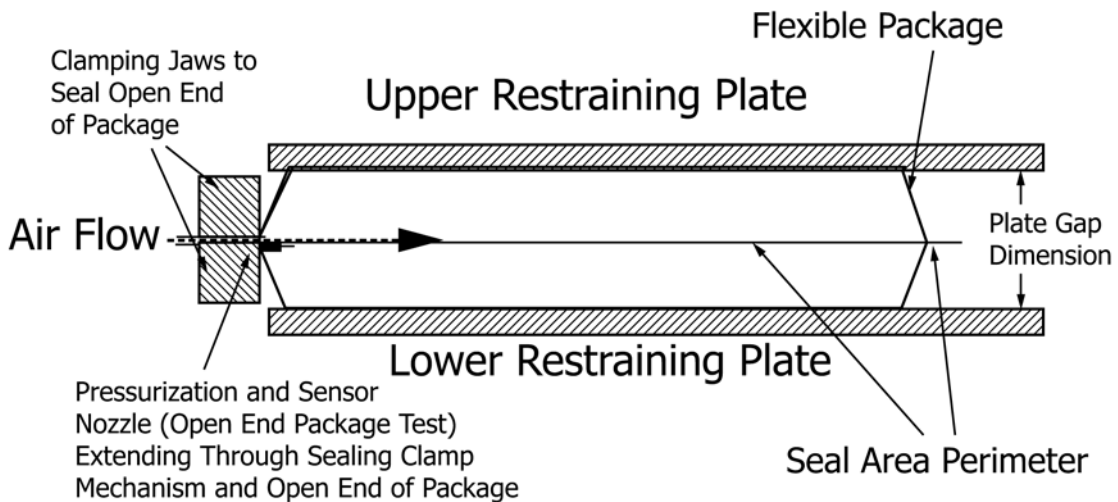 Flexible Package
Clamping Jaws to
Seal Open End
of Package
Upper Restraining Plate
Air Flow
Plate Gap
Dimension
Lower Restraining Plate
Pressurization and Sensor
Nozzle (Open End Package Test)
Extending Through Sealing Clamp
Mechanism and Open End of Package
Seal Area Perimeter